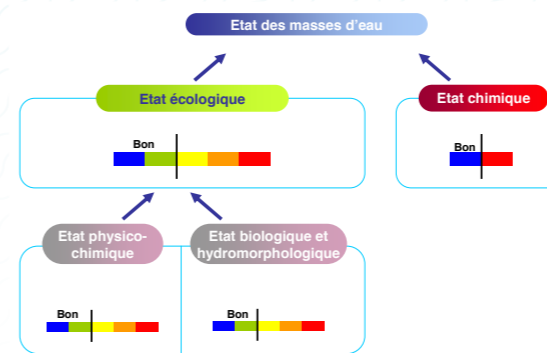 Etat des masses d'eau
Etat écologique
Etat chimique
Bon
Bon
Etat physico-
chimique
Etat biologique et
hydromorphologique
Bon
Bon